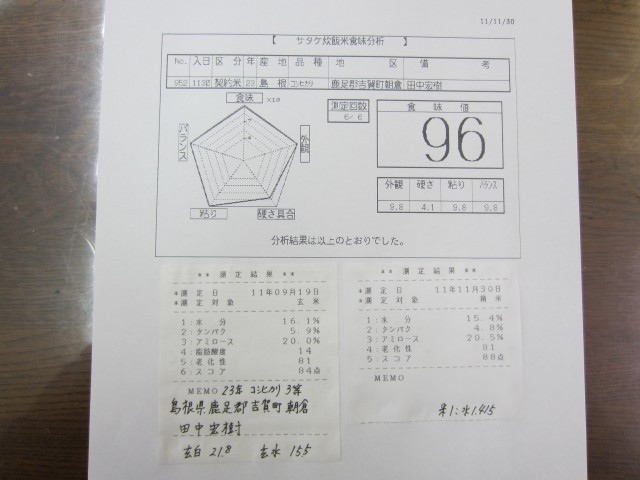 11/11/30
【 サタケ炊飯米食味分析 】
No. 入日 区分 年 産地 品種 地区 備考
952 1130 契約米 23 島根 コシヒカリ 鹿足郡吉賀町朝倉 田中宏樹
食味 ×10
バランス
外観
粘り
硬さ具合
測定回数
6/ 6
食味値
96
外観 硬さ 粘り バランス
9.8 4.1 9.8 9.8
分析結果は以上のとおりでした。
** 測定結果 **
*測定日 11年09月19日
*測定対象 玄米
1:水分 16.1%
2:タンパク 5.9%
3:アミロース 20.0%
4:脂肪酸度 14
5:老化性 81
6:スコア 84点
MEMO 23年 コシヒカリ 3等
島根県鹿足郡吉賀町朝倉
田中宏樹
玄白 21.8 玄水 15.5
** 測定結果 **
*測定日 11年11月30日
*測定対象 精米
1:水分 15.4%
2:タンパク 4.8%
3:アミロース 20.5%
4:老化性 81
5:スコア 88点
MEMO
米1:水1.415